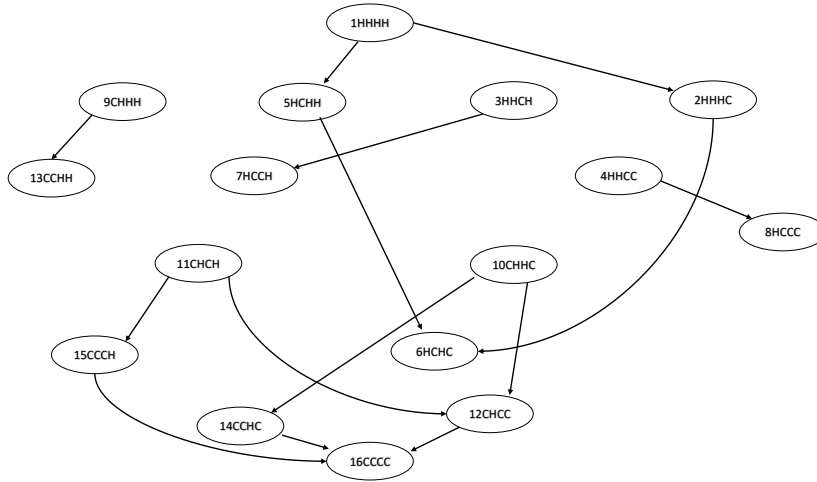 1HHHH
9CHHH
5HCHH
3HHCH
2HHHC
13CCHH
7HCCH
4HHCC
8HCCC
11CHCH
10CHHC
15CCCH
6HCHC
14CCHC
12CHCC
16CCCC